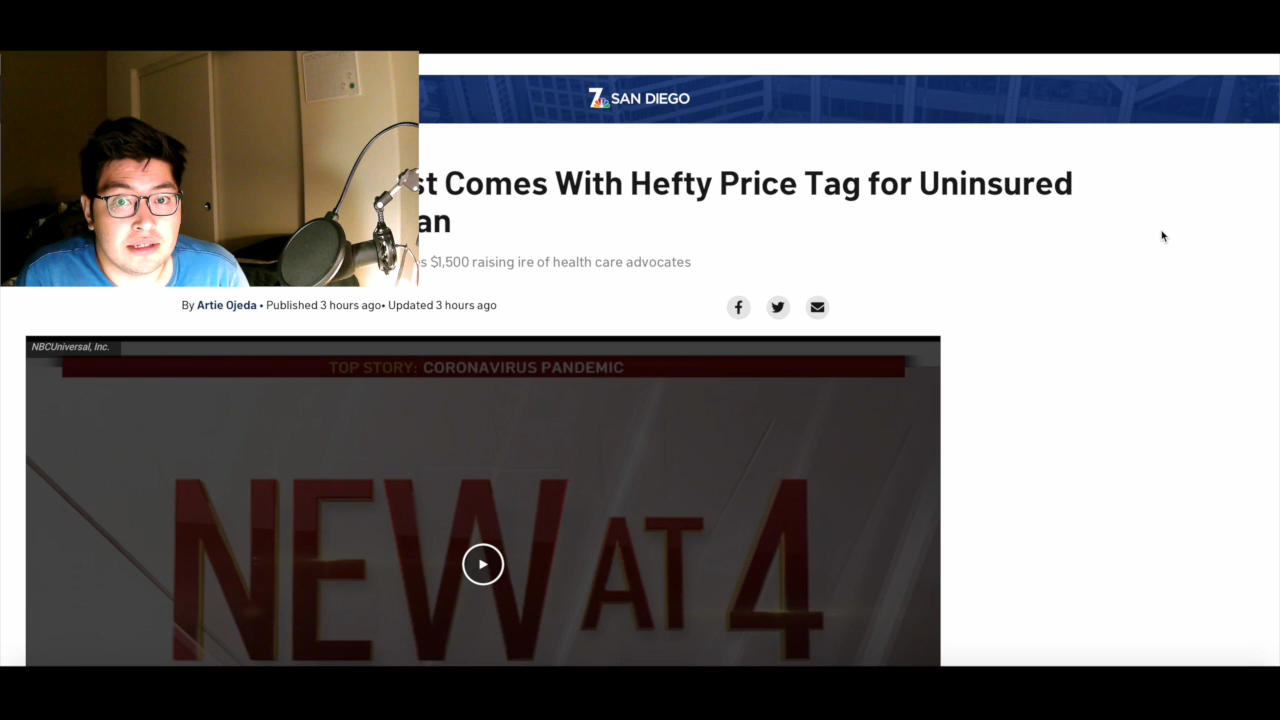 7 SAN DIEGO
st Comes With Hefty Price Tag for Uninsured
an
s $1,500 raising ire of health care advocates
By Artie Ojeda • Published 3 hours ago• Updated 3 hours ago
NBCUniversal, Inc.
TOP STORY: CORONAVIRUS PANDEMIC
NEW AT 4